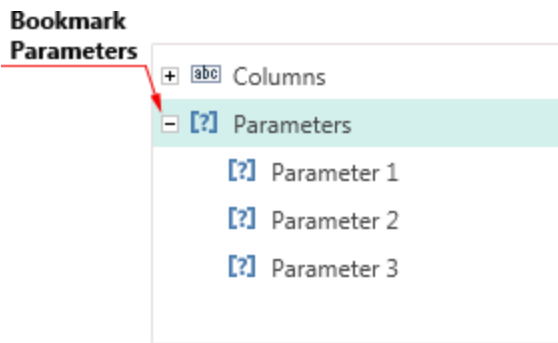 Bookmark
Parameters
abc Columns
[?] Parameters
[?] Parameter 1
[?] Parameter 2
[?] Parameter 3